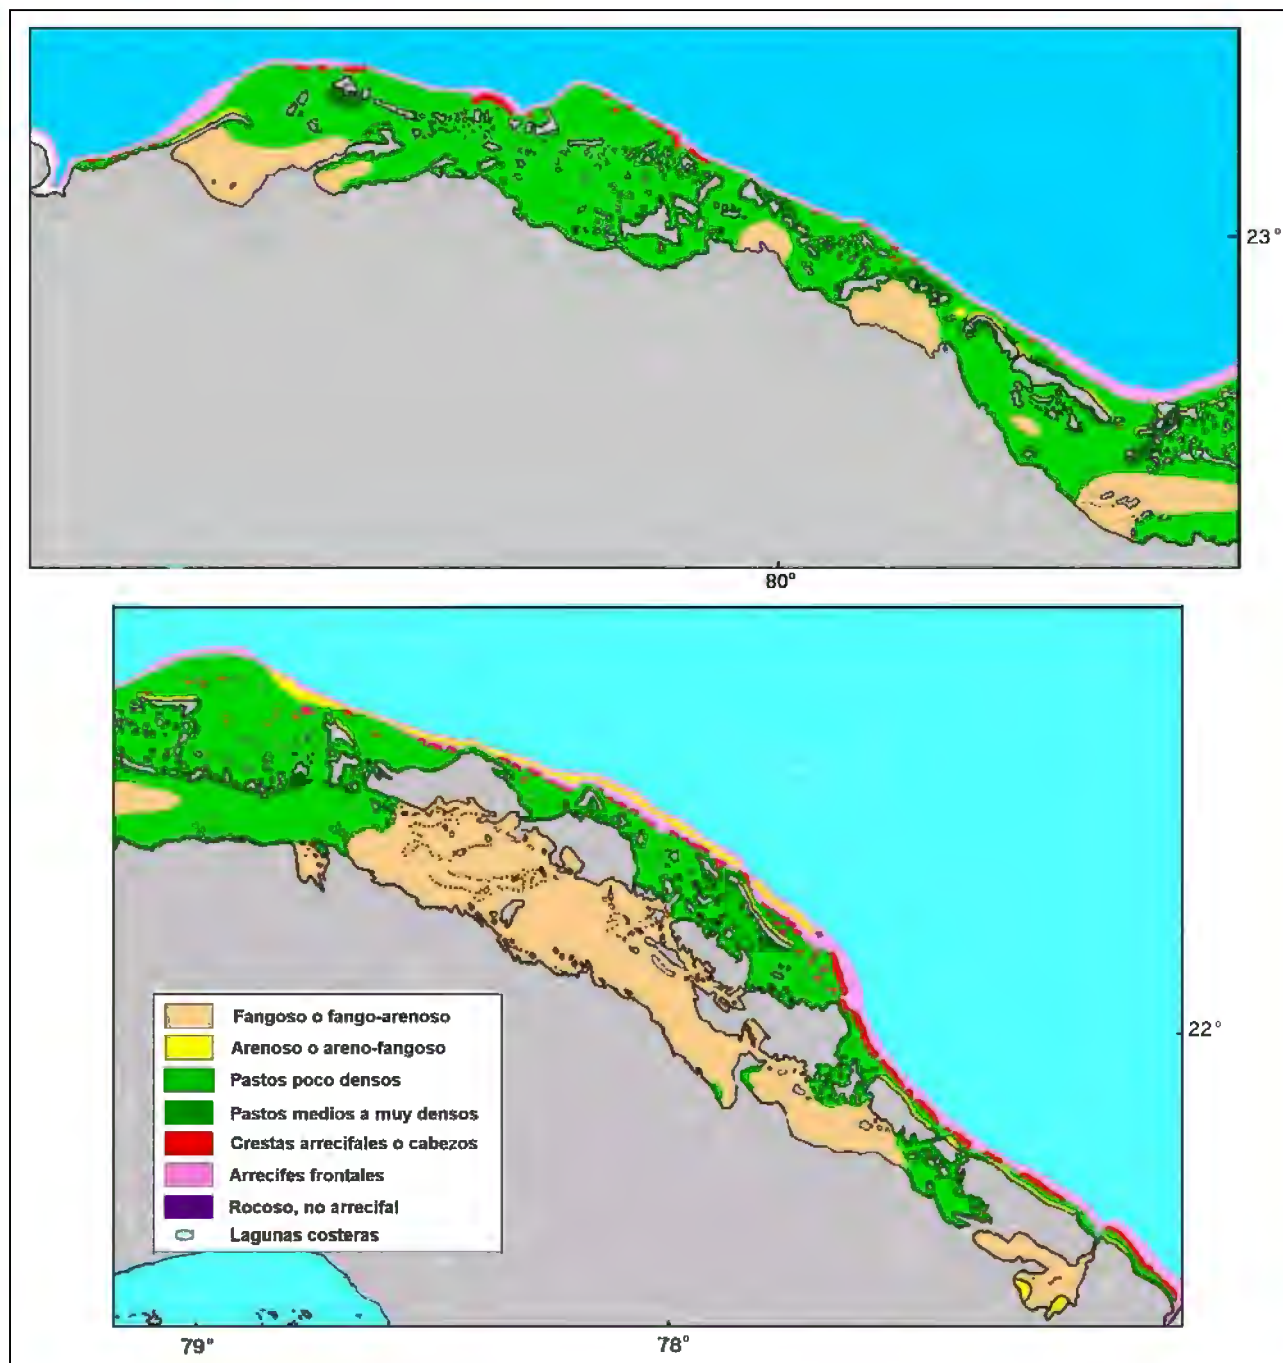 23°
80°
Fangoso o fango-arenoso
Arenoso o areno-fangoso
Pastos poco densos
Pastos medios a muy densos
Crestas arrecifales o cabezos
Arrecifes frontales
Rocoso, no arrecifal
Lagunas costeras
22°
79°
78°